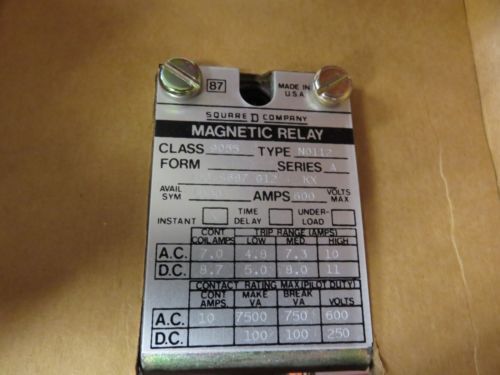 87 MADE IN U.S.A.
SQUARE D COMPANY
MAGNETIC RELAY
CLASS 9055 TYPE
FORM SERIES A
AVAIL SYM AMPS 600 VOLTS MAX
INSTANT TIME DELAY UNDER-LOAD
CONT COIL AMPS TRIP RANGE (AMPS)
LOW MED HIGH
A.C. 7.0 4.6 7.3 10
D.C. 8.7 5.0 8.0 11
CONTACT RATING MAX(PILOT DUTY)
CONT AMPS MAKE VA BREAK VA VOLTS
A.C. 10 7500 750 600
D.C. 100 100 250